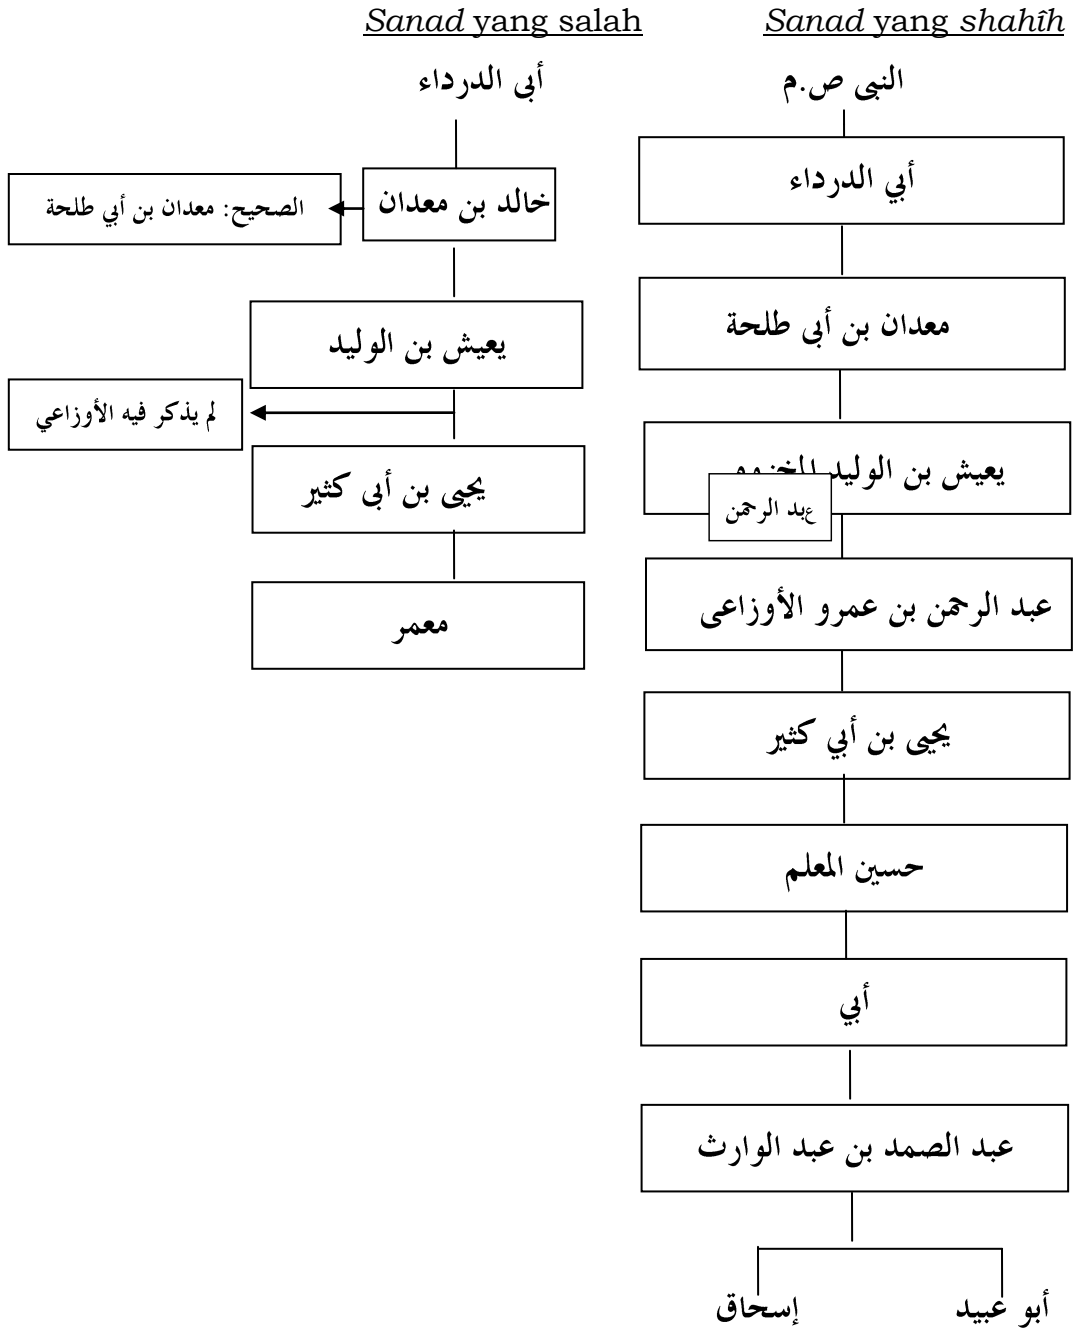 Sanad yang salah
أبى الدرداء
خالد بن معدان
الصحيح: معدان بن أبي طلحة
يعيش بن الوليد
لم يذكر فيه الأوزاعي
يحيى بن أبى كثير
معمر
Sanad yang shahîh
النبى ص.م
أبي الدرداء
معدان بن أبى طلحة
يعيش بن الوليد
عبد الرحمن
عبد الرحمن بن عمرو الأوزاعى
يحيى بن أبي كثير
حسين المعلم
أبي
عبد الصمد بن عبد الوارث
أبو عبيد
إسحاق